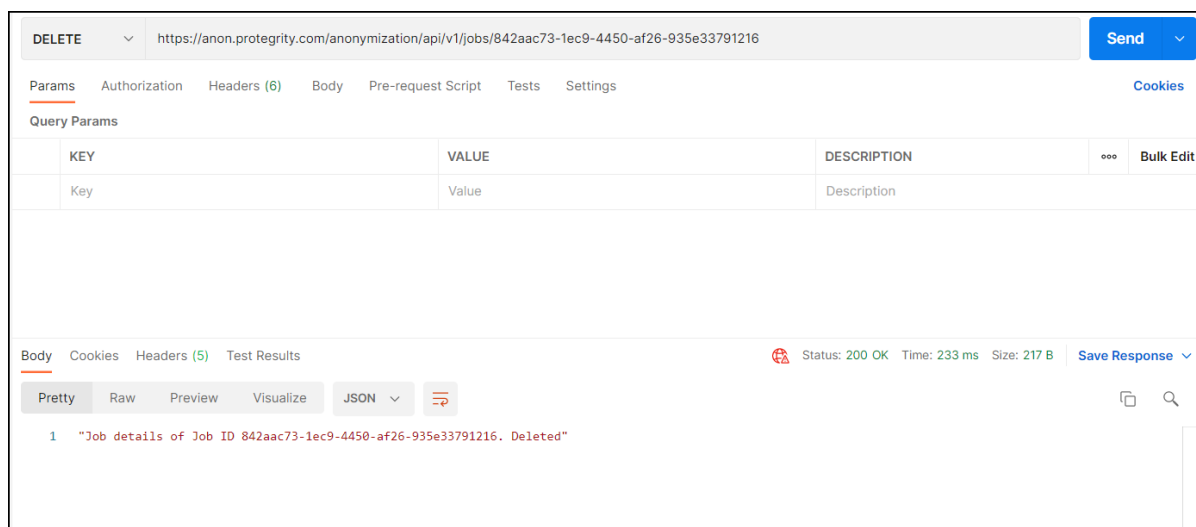 DELETE https://anon.protegrity.com/anonymization/api/v1/jobs/842aac73-1ec9-4450-af26-935e33791216 Send
Params Authorization Headers (6) Body Pre-request Script Tests Settings Cookies
Query Params
KEY VALUE DESCRIPTION ooo Bulk Edit
Key Value Description
Body Cookies Headers (5) Test Results Status: 200 OK Time: 233 ms Size: 217 B Save Response
Pretty Raw Preview Visualize JSON
1 "Job details of Job ID 842aac73-1ec9-4450-af26-935e33791216. Deleted"